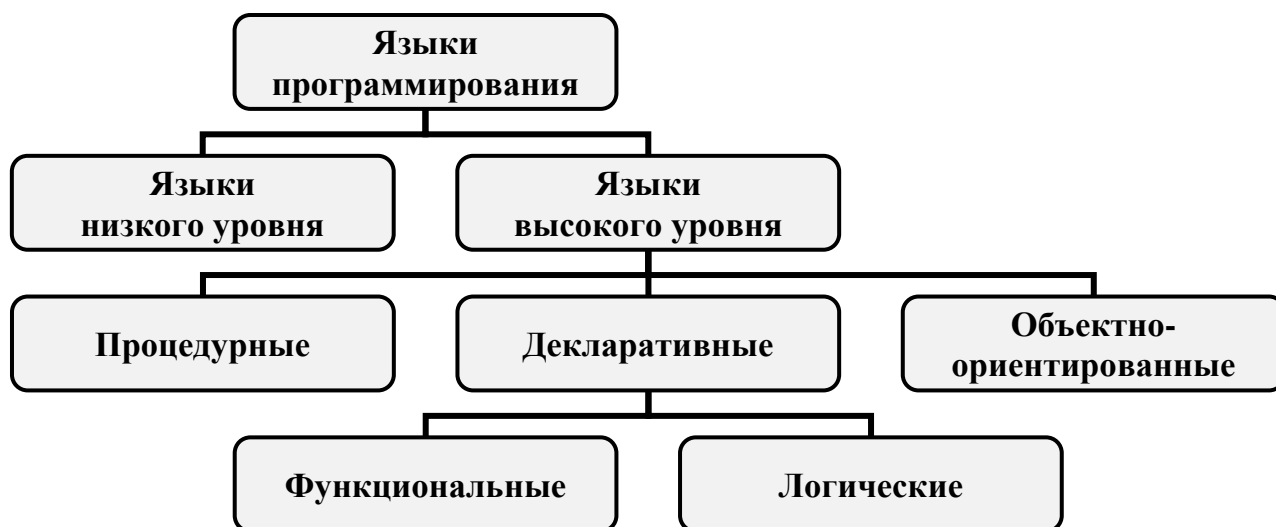 Языки
программирования
Языки
низкого уровня
Языки
высокого уровня
Процедурные
Декларативные
Объектно-
ориентированные
Функциональные
Логические